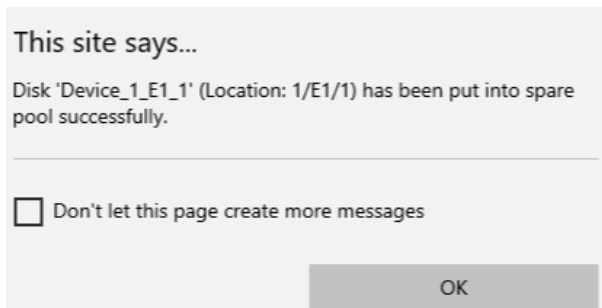 This site says...
Disk 'Device_1_E1_1' (Location: 1/E1/1) has been put into spare
pool successfully.
Don't let this page create more messages
OK